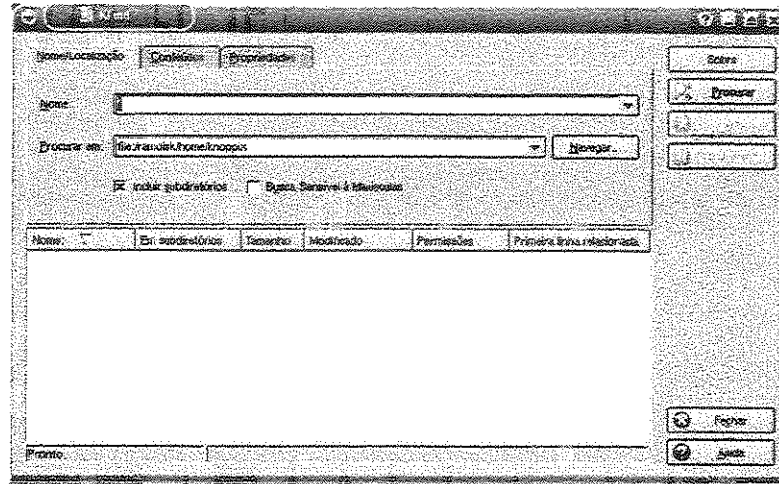 Kfind
Nome/Localização Conteúdos Propriedades
Sobre
Nome:
Procurar
Procurar em: file:/ramdisk/home/knoppix Navegar...
Incluir subdiretórios Busca Sensível à Maiúsculas
Nome: Em subdiretórios Tamanho Modificado Permissões Primeira linha relacionada
Fechar
Pronto.
Ajuda